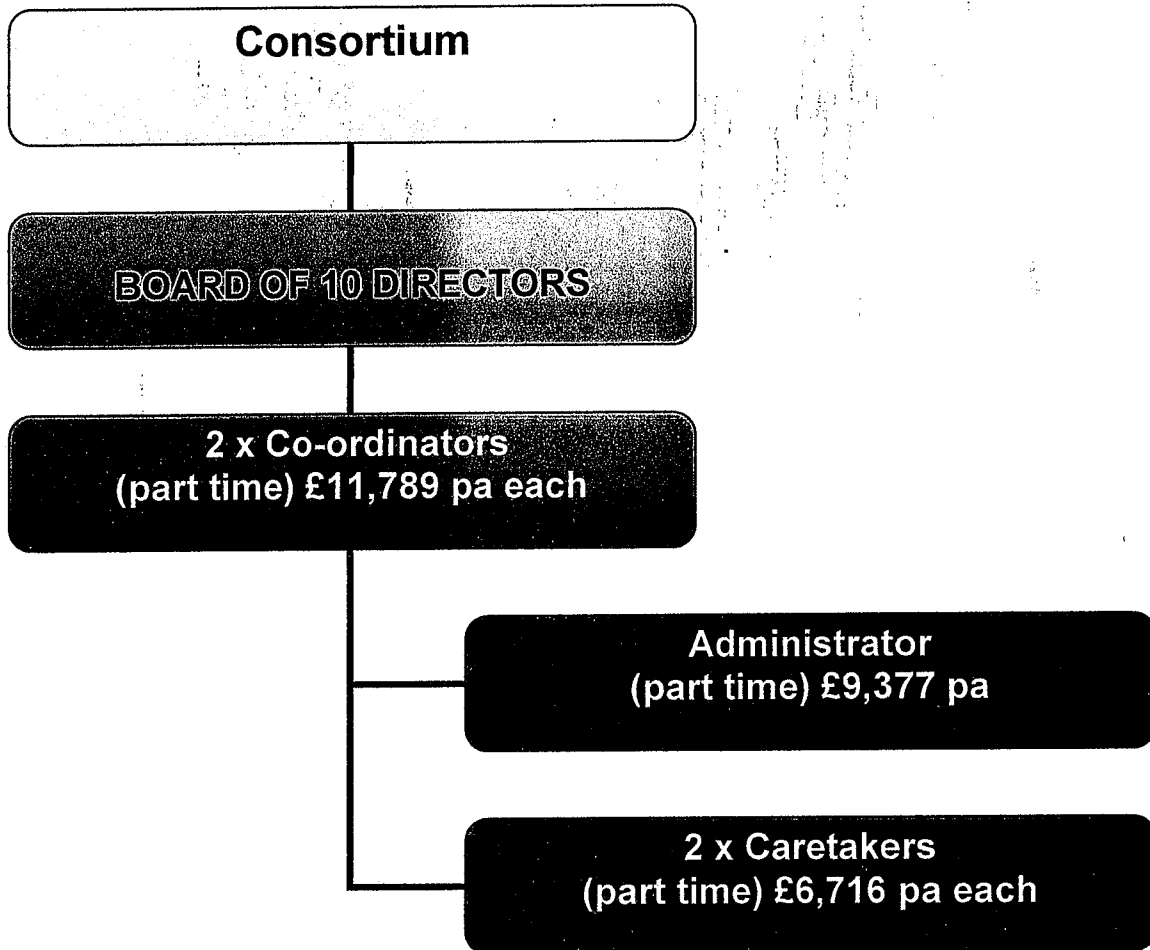 Consortium
BOARD OF 10 DIRECTORS
2 x Co-ordinators
(part time) £11,789 pa each
Administrator
(part time) £9,377 pa
2 x Caretakers
(part time) £6,716 pa each